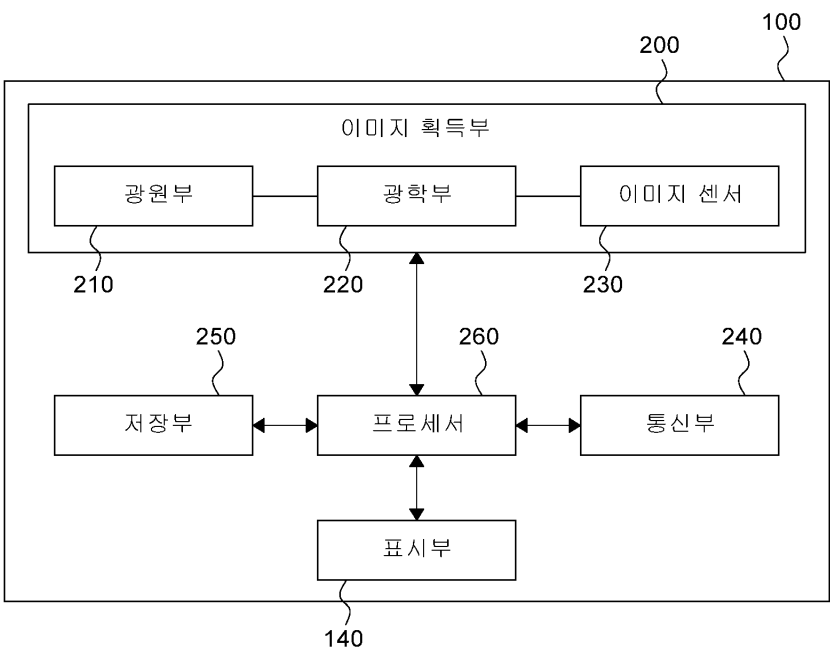 100
200
이미지 획득부
광원부
광학부
이미지 센서
210
220
230
250
260
240
저장부
프로세서
통신부
표시부
140